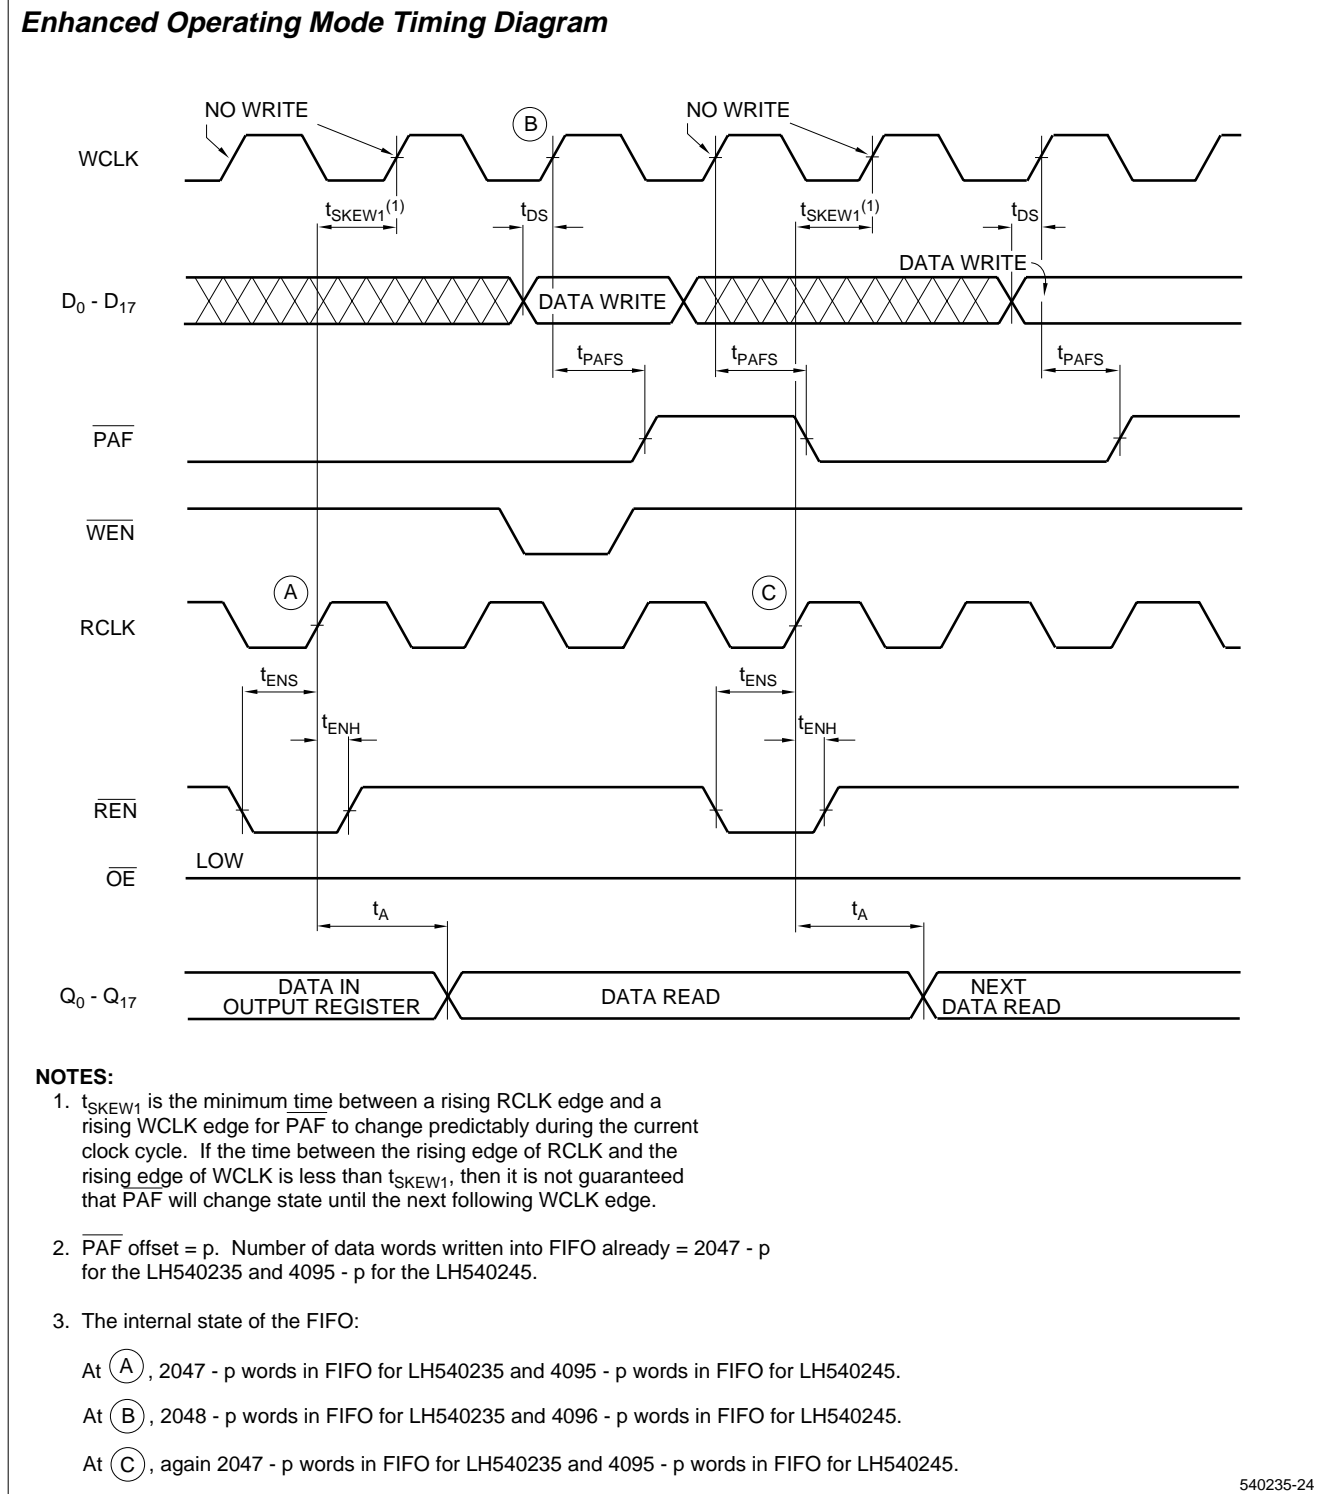 Enhanced Operating Mode Timing Diagram
NO WRITE
B
NO WRITE
WCLK
tSKEW1(1)
tDS
tSKEW1(1)
tDS
DATA WRITE
D0 - D17
DATA WRITE
tPAFS
tPAFS
tPAFS
PAF
WEN
A
C
RCLK
tENS
tENS
tENH
tENH
REN
LOW
OE
tA
tA
Q0 - Q17
DATA IN
OUTPUT REGISTER
DATA READ
NEXT
DATA READ
NOTES:
1. tSKEW1 is the minimum time between a rising RCLK edge and a
rising WCLK edge for PAF to change predictably during the current
clock cycle. If the time between the rising edge of RCLK and the
rising edge of WCLK is less than tSKEW1, then it is not guaranteed
that PAF will change state until the next following WCLK edge.
2. PAF offset = p. Number of data words written into FIFO already = 2047 - p
for the LH540235 and 4095 - p for the LH540245.
3. The internal state of the FIFO:
At A, 2047 - p words in FIFO for LH540235 and 4095 - p words in FIFO for LH540245.
At B, 2048 - p words in FIFO for LH540235 and 4096 - p words in FIFO for LH540245.
At C, again 2047 - p words in FIFO for LH540235 and 4095 - p words in FIFO for LH540245.
540235-24